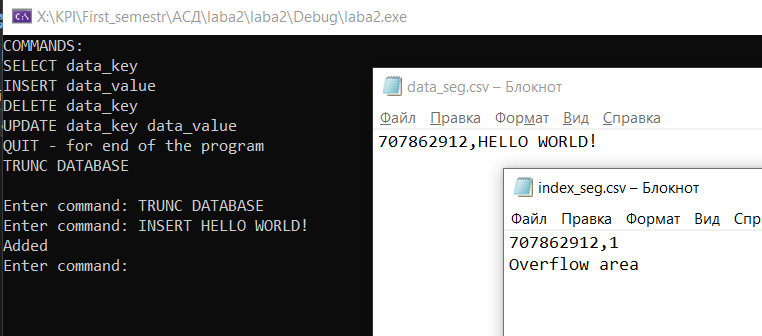 X:\KPI\First_semestr\АСД\laba2\laba2\Debug\laba2.exe
COMMANDS:
SELECT data_key
INSERT data_value
DELETE data_key
UPDATE data_key data_value
QUIT - for end of the program
TRUNC DATABASE
Enter command: TRUNC DATABASE
Enter command: INSERT HELLO WORLD!
Added
Enter command:
data_seg.csv – Блокнот
Файл Правка Формат Вид Справка
707862912,HELLO WORLD!
index_seg.csv – Блокнот
Файл Правка Формат Вид Спр
707862912,1
Overflow area